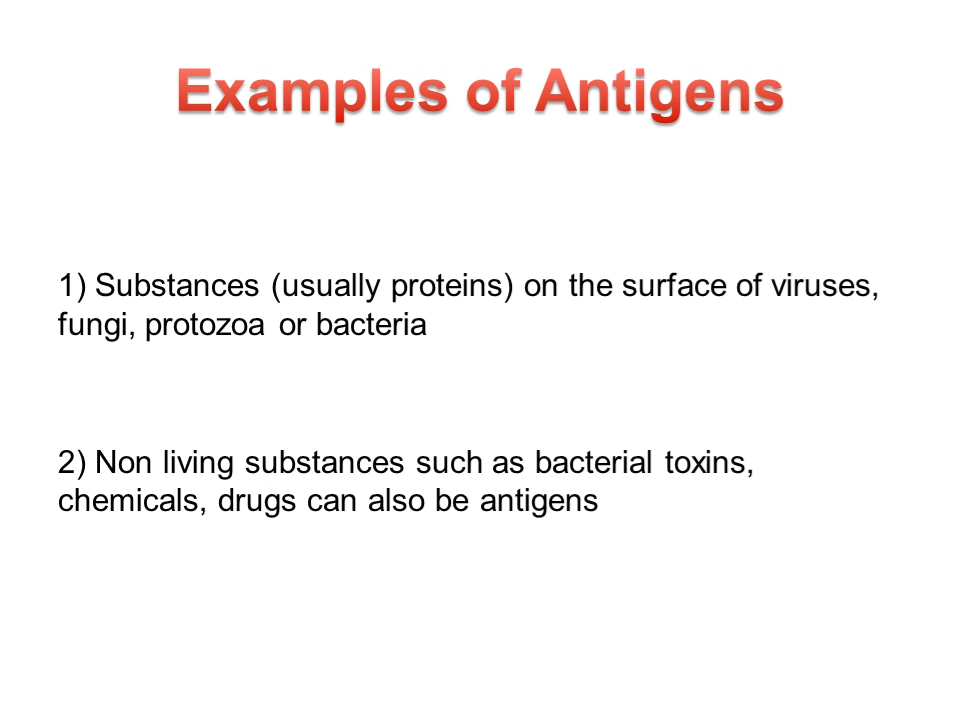 Examples of Antigens
1) Substances (usually proteins) on the surface of viruses,
fungi, protozoa or bacteria
2) Non living substances such as bacterial toxins,
chemicals, drugs can also be antigens